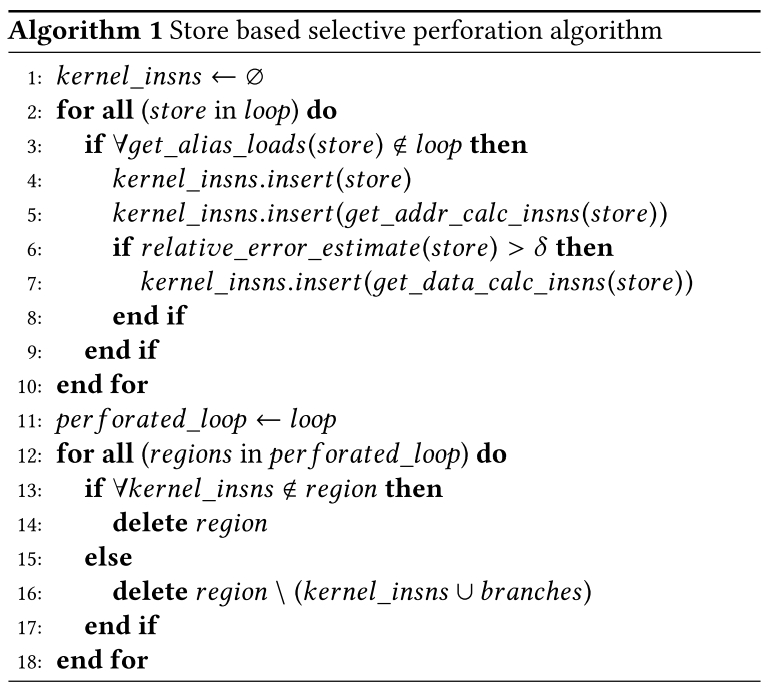 Algorithm 1 Store based selective perforation algorithm
1: kernel_insns ← ∅
2: for all (store in loop) do
3: if ∀get_alias_loads(store) ∉ loop then
4: kernel_insns.insert(store)
5: kernel_insns.insert(get_addr_calc_insns(store))
6: if relative_error_estimate(store) > δ then
7: kernel_insns.insert(get_data_calc_insns(store))
8: end if
9: end if
10: end for
11: perforated_loop ← loop
12: for all (regions in perforated_loop) do
13: if ∀kernel_insns ∉ region then
14: delete region
15: else
16: delete region \ (kernel_insns ∪ branches)
17: end if
18: end for